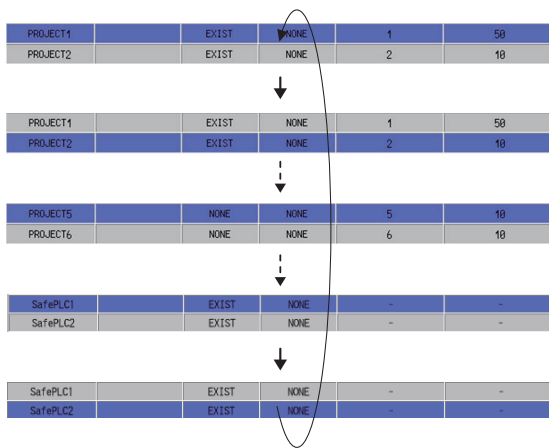 PROJECT1 EXIST NONE 1 50
PROJECT2 EXIST NONE 2 10
PROJECT1 EXIST NONE 1 50
PROJECT2 EXIST NONE 2 10
PROJECT5 NONE NONE 5 10
PROJECT6 NONE NONE 6 10
SafePLC1 EXIST NONE - -
SafePLC2 EXIST NONE - -
SafePLC1 EXIST NONE - -
SafePLC2 EXIST NONE - -